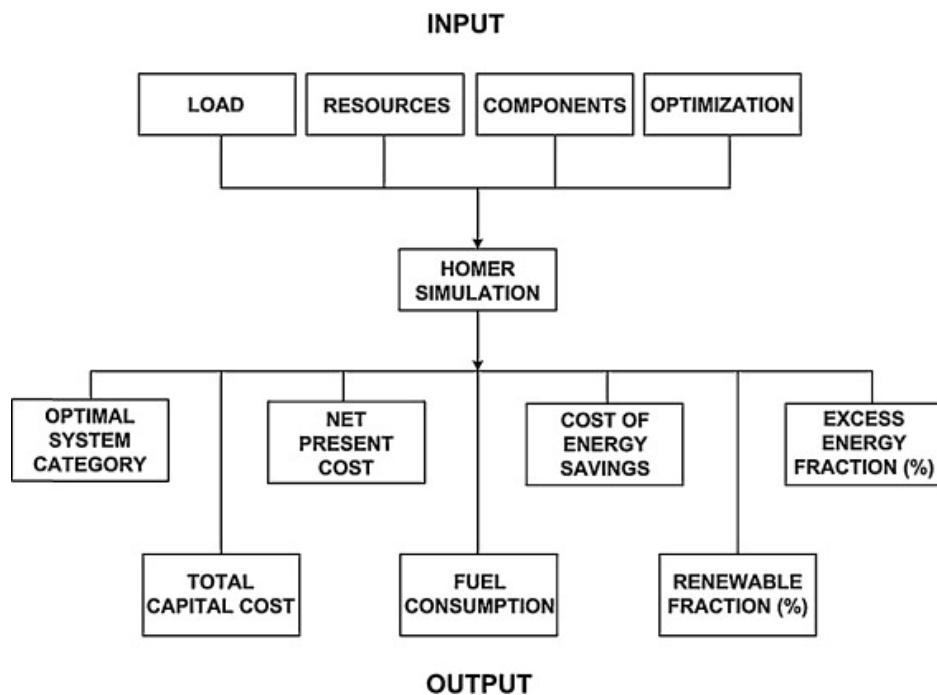 INPUT
LOAD
RESOURCES
COMPONENTS
OPTIMIZATION
HOMER
SIMULATION
OPTIMAL
SYSTEM
CATEGORY
NET
PRESENT
COST
COST OF
ENERGY
SAVINGS
EXCESS
ENERGY
FRACTION (%)
TOTAL
CAPITAL COST
FUEL
CONSUMPTION
RENEWABLE
FRACTION (%)
OUTPUT